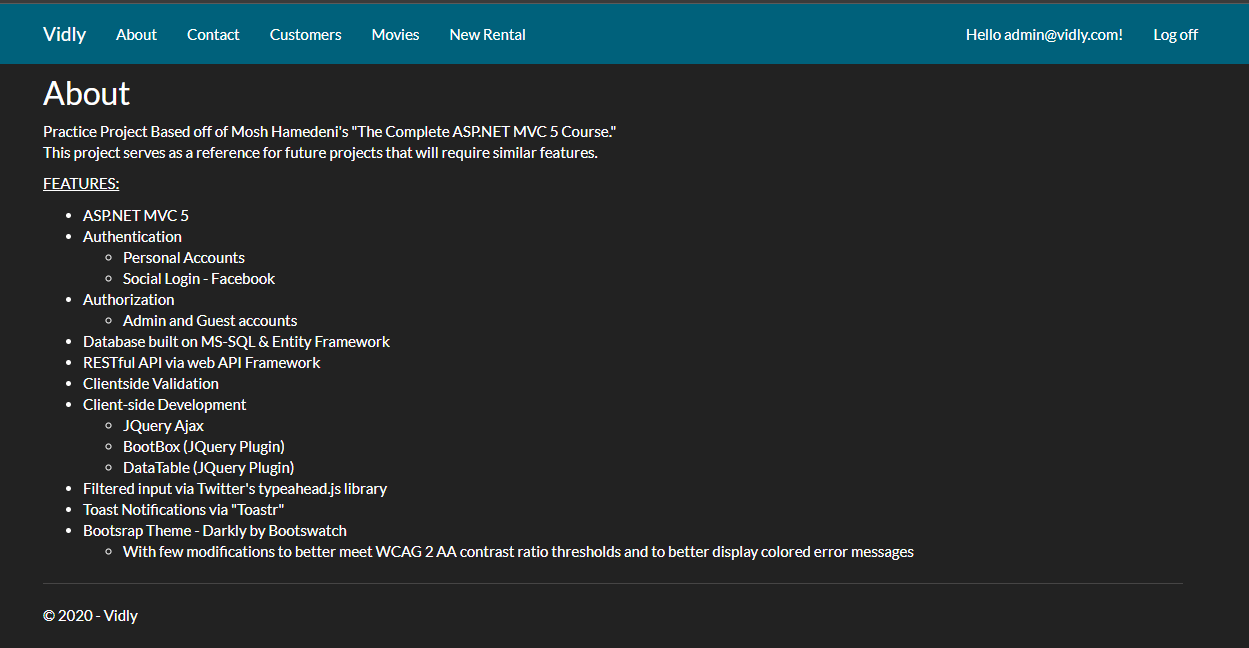 Vidly About Contact Customers Movies New Rental Hello admin@vidly.com! Log off
About
Practice Project Based off of Mosh Hamedeni's "The Complete ASP.NET MVC 5 Course."
This project serves as a reference for future projects that will require similar features.
FEATURES:
ASP.NET MVC 5
Authentication
Personal Accounts
Social Login - Facebook
Authorization
Admin and Guest accounts
Database built on MS-SQL & Entity Framework
RESTful API via web API Framework
Clientside Validation
Client-side Development
JQuery Ajax
BootBox (JQuery Plugin)
DataTable (JQuery Plugin)
Filtered input via Twitter's typeahead.js library
Toast Notifications via "Toastr"
Bootsrap Theme - Darkly by Bootswatch
With few modifications to better meet WCAG 2 AA contrast ratio thresholds and to better display colored error messages
© 2020 - Vidly